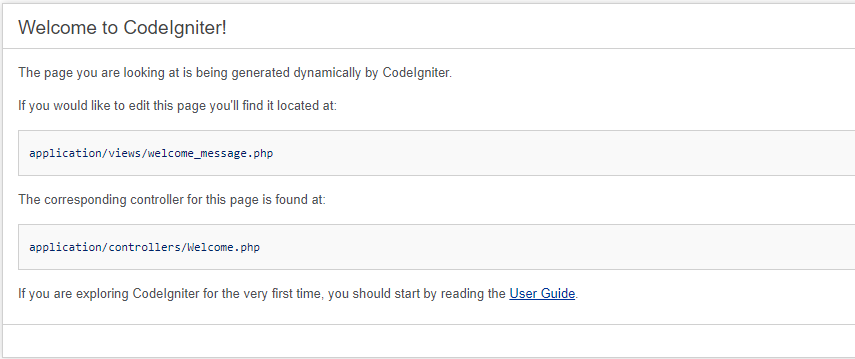 Welcome to CodeIgniter!
The page you are looking at is being generated dynamically by CodeIgniter.
If you would like to edit this page you'll find it located at:
application/views/welcome_message.php
The corresponding controller for this page is found at:
application/controllers/Welcome.php
If you are exploring CodeIgniter for the very first time, you should start by reading the User Guide.